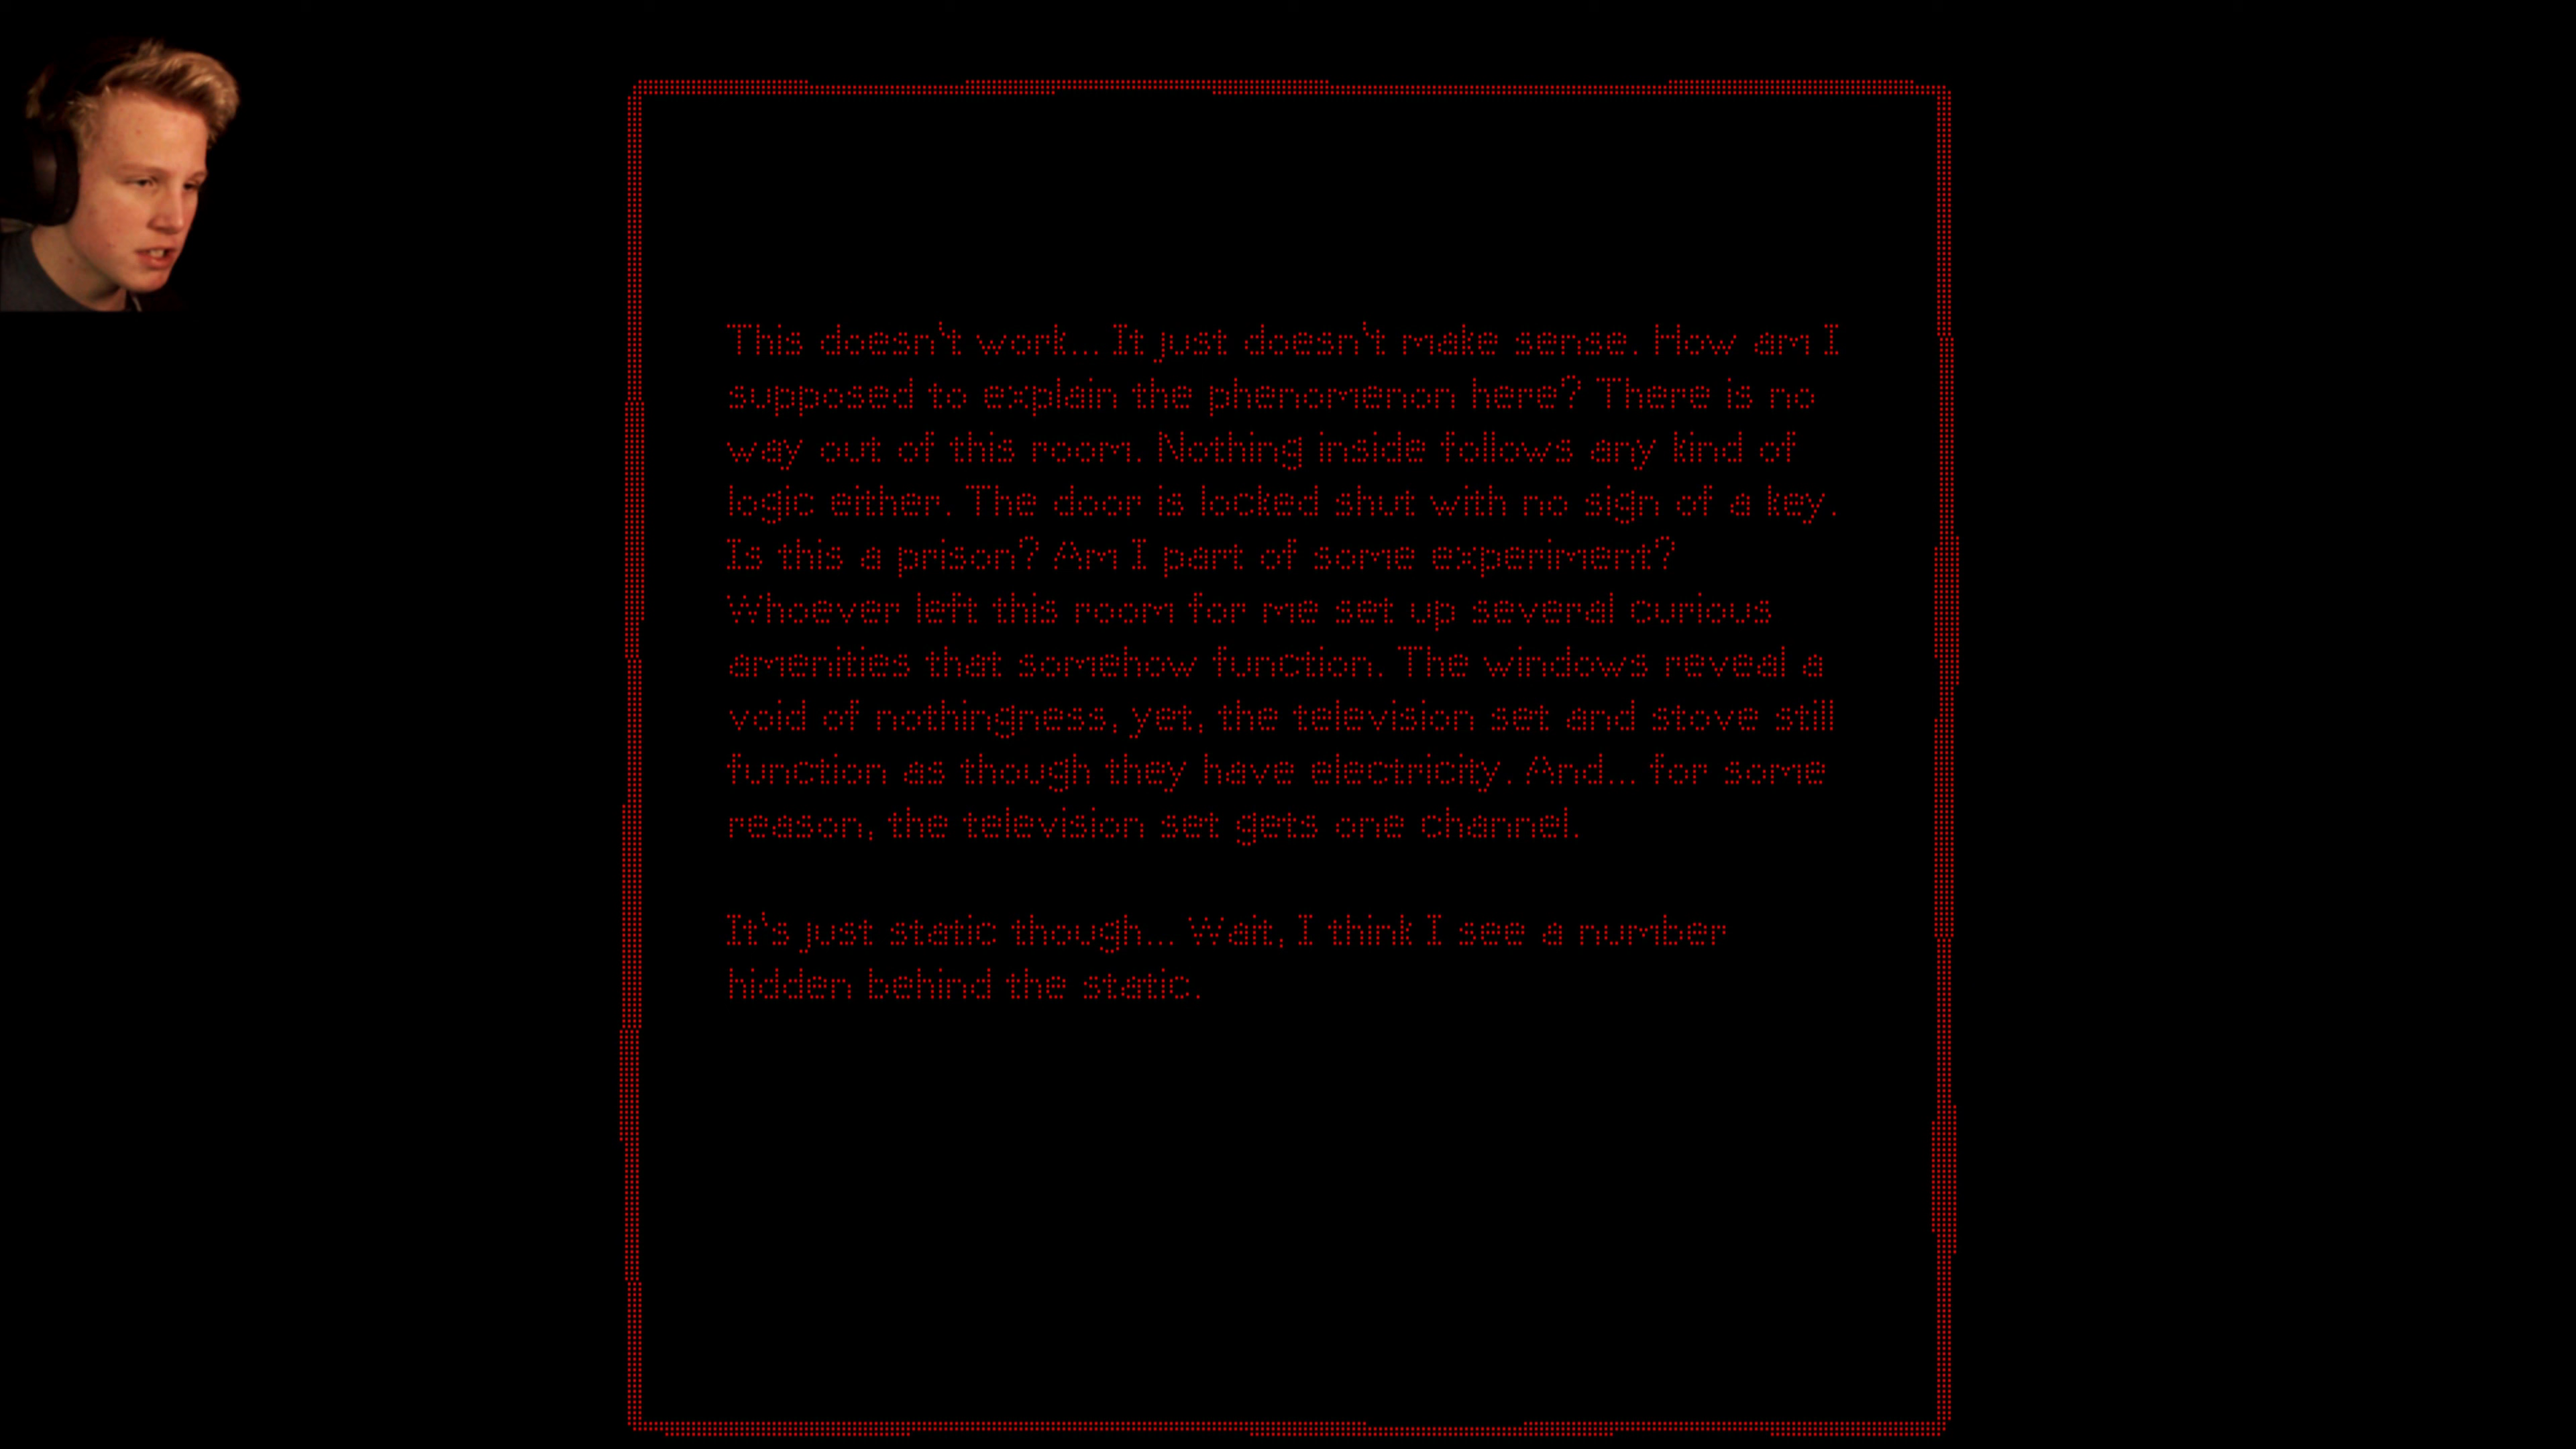 This doesn't work... It just doesn't make sense. How am I
supposed to explain the phenomenon here? There is no
way out of this room. Nothing inside follows any kind of
logic either. The door is locked shut with no sign of a key.
Is this a prison? Am I part of some experiment?
Whoever left this room for me set up several curious
amenities that somehow function. The windows reveal a
void of nothingness, yet, the television set and stove still
function as though they have electricity. And... for some
reason, the television set gets one channel.
It's just static though... Wait, I think I see a number
hidden behind the static.